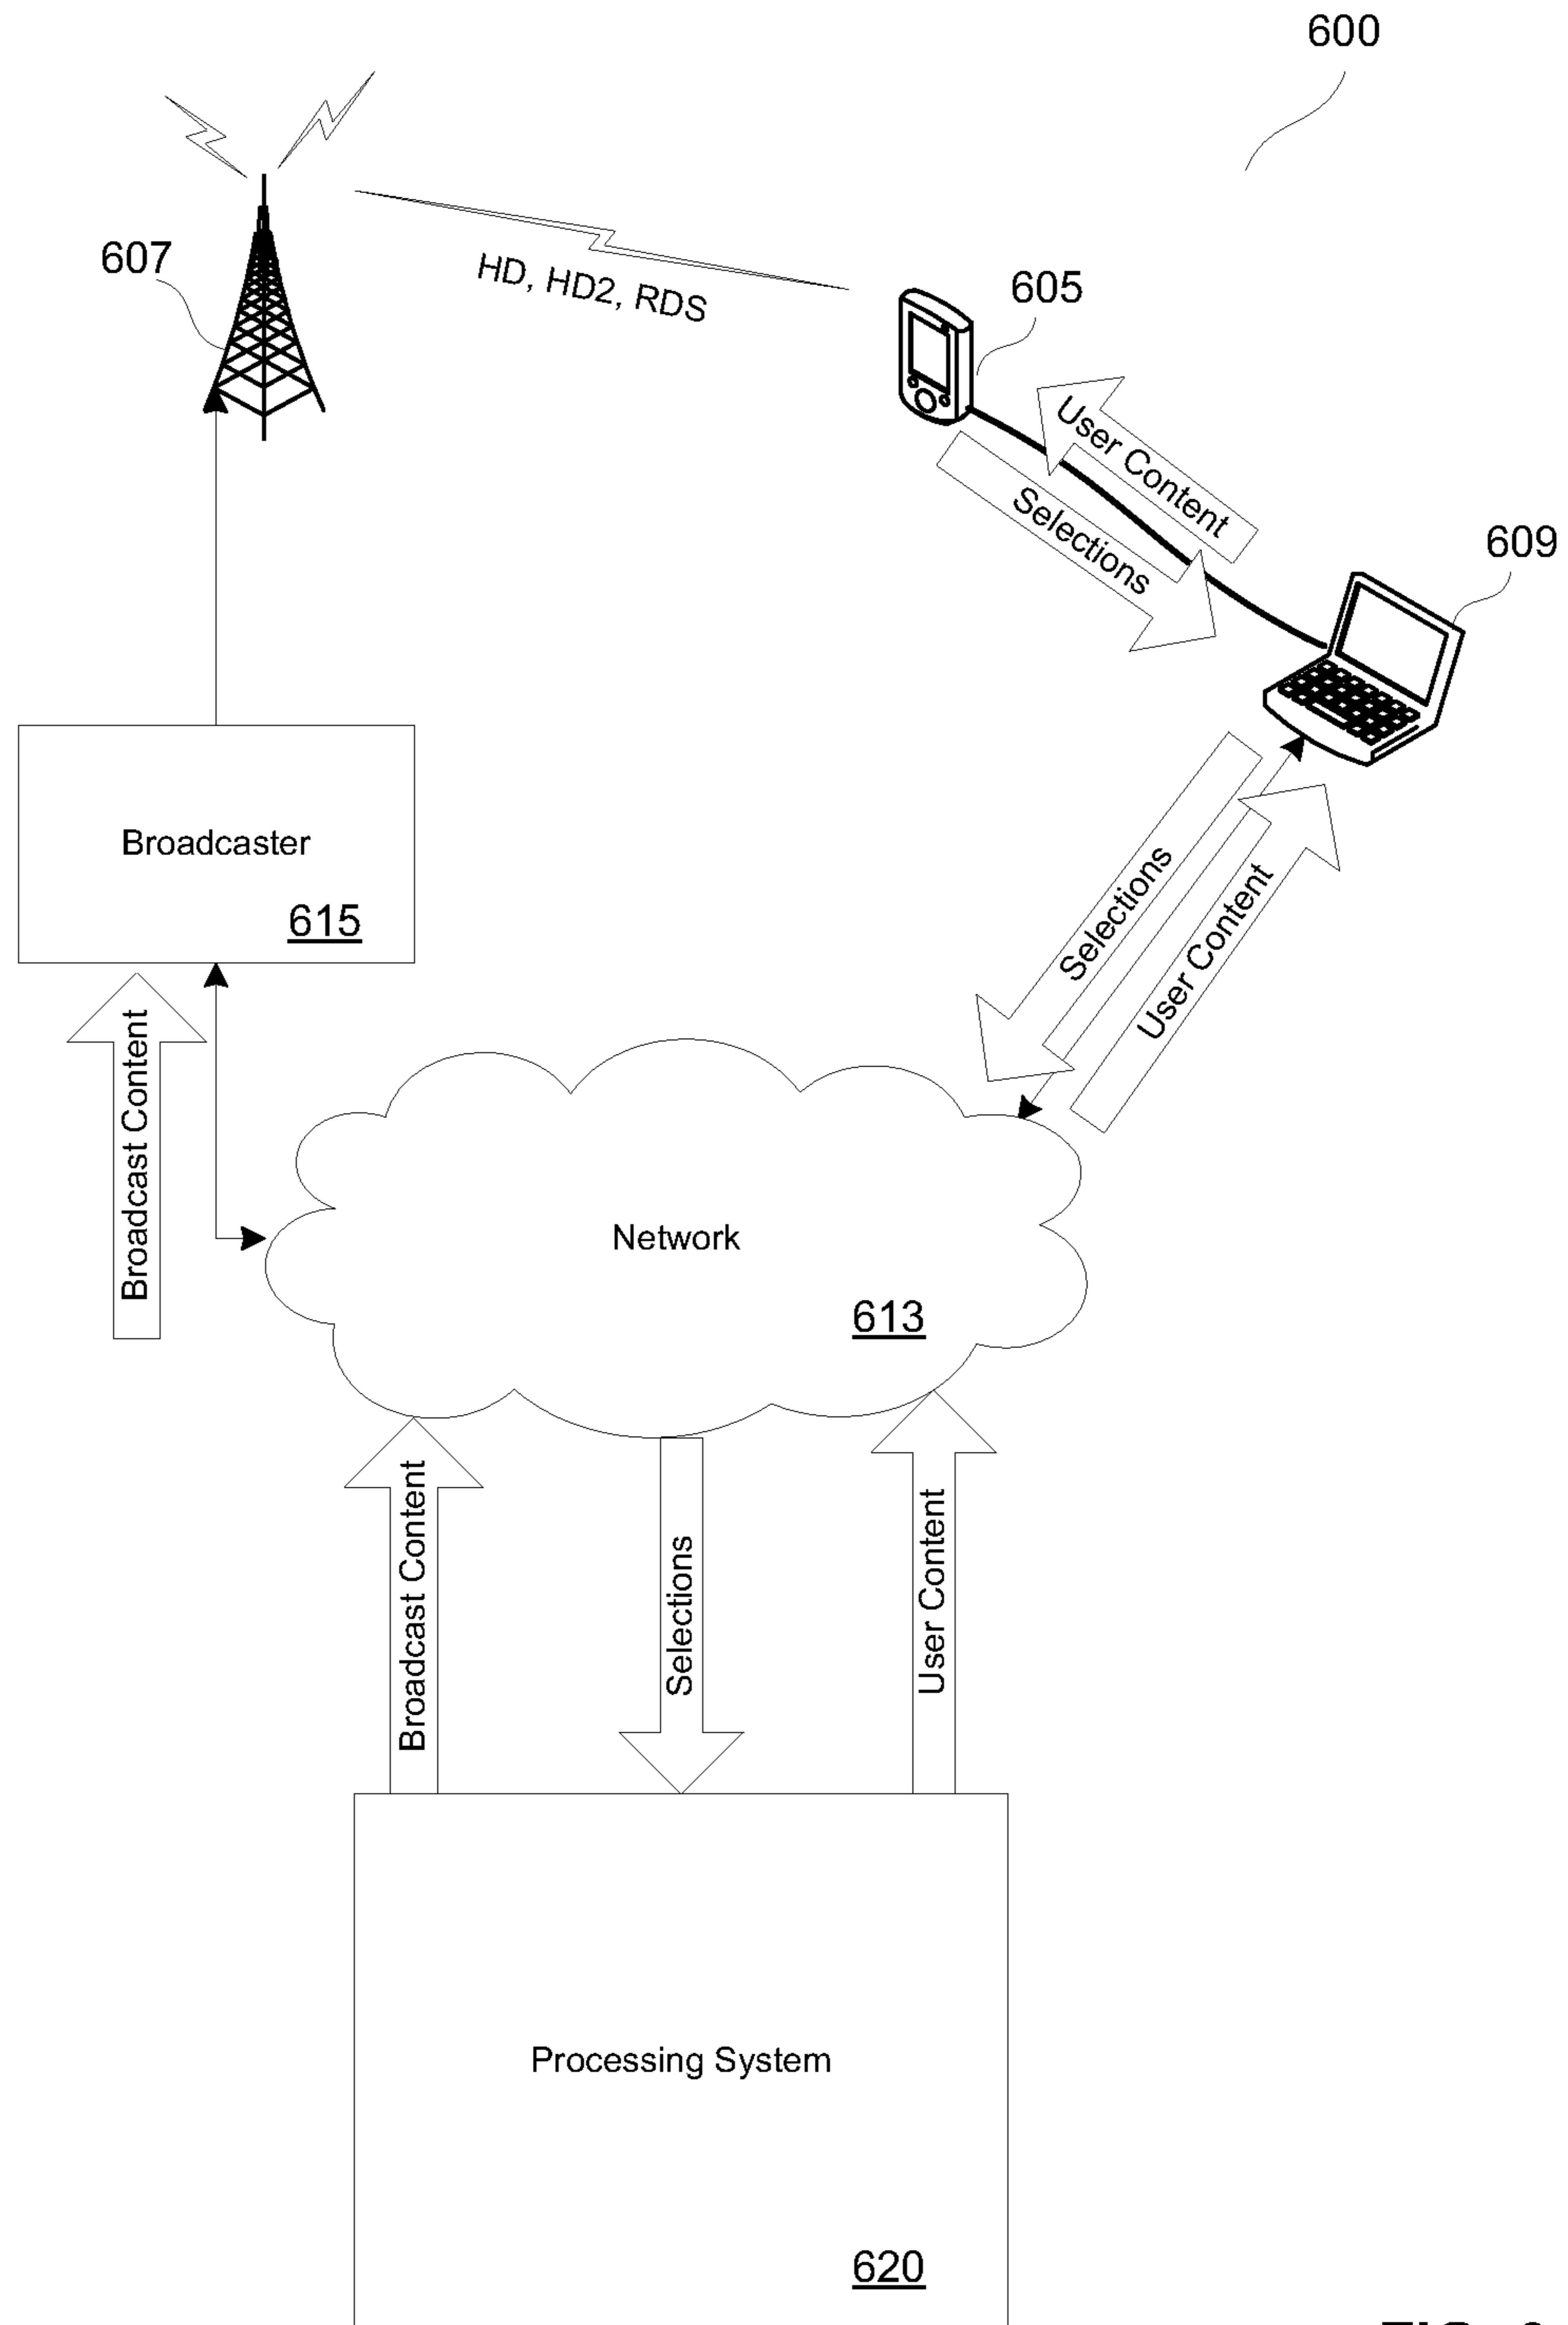 600
607
HD, HD2, RDS
605
User Content
Selections
609
Broadcaster
615
Selections
User Content
Broadcast Content
Network
613
Broadcast Content
Selections
User Content
Processing System
620